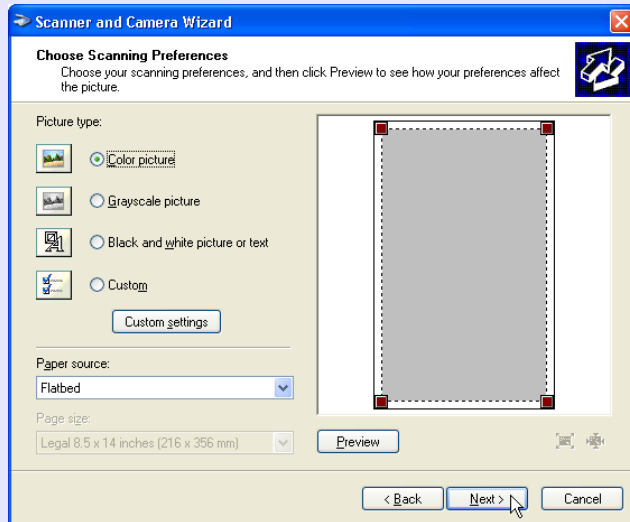 Scanner and Camera Wizard
Choose Scanning Preferences
Choose your scanning preferences, and then click Preview to see how your preferences affect
the picture.
Picture type:
Color picture
Grayscale picture
Black and white picture or text
Custom
Custom settings
Paper source:
Flatbed
Page size:
Legal 8.5 x 14 inches (216 x 356 mm)
Preview
< Back
Next >
Cancel